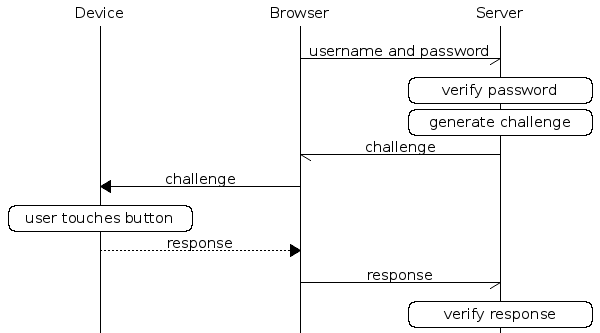 Device
Browser
Server
username and password
verify password
generate challenge
challenge
challenge
user touches button
response
response
verify response